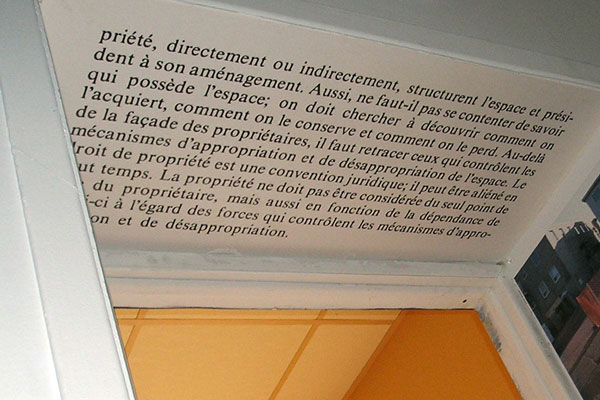 priété, directement ou indirectement, structurent l'espace et prési-
dent à son aménagement. Aussi, ne faut-il pas se contenter de savoir
qui possède l'espace; on doit chercher à découvrir comment on
l'acquiert, comment on le conserve et comment on le perd. Au-delà
de la façade des propriétaires, il faut retracer ceux qui contrôlent les
mécanismes d'appropriation et de désappropriation de l'espace. Le
droit de propriété est une convention juridique; il peut être aliéné en
ut temps. La propriété ne doit pas être considérée du seul point de
du propriétaire, mais aussi en fonction de la dépendance de
i-ci à l'égard des forces qui contrôlent les mécanismes d'appro-
on et de désappropriation.